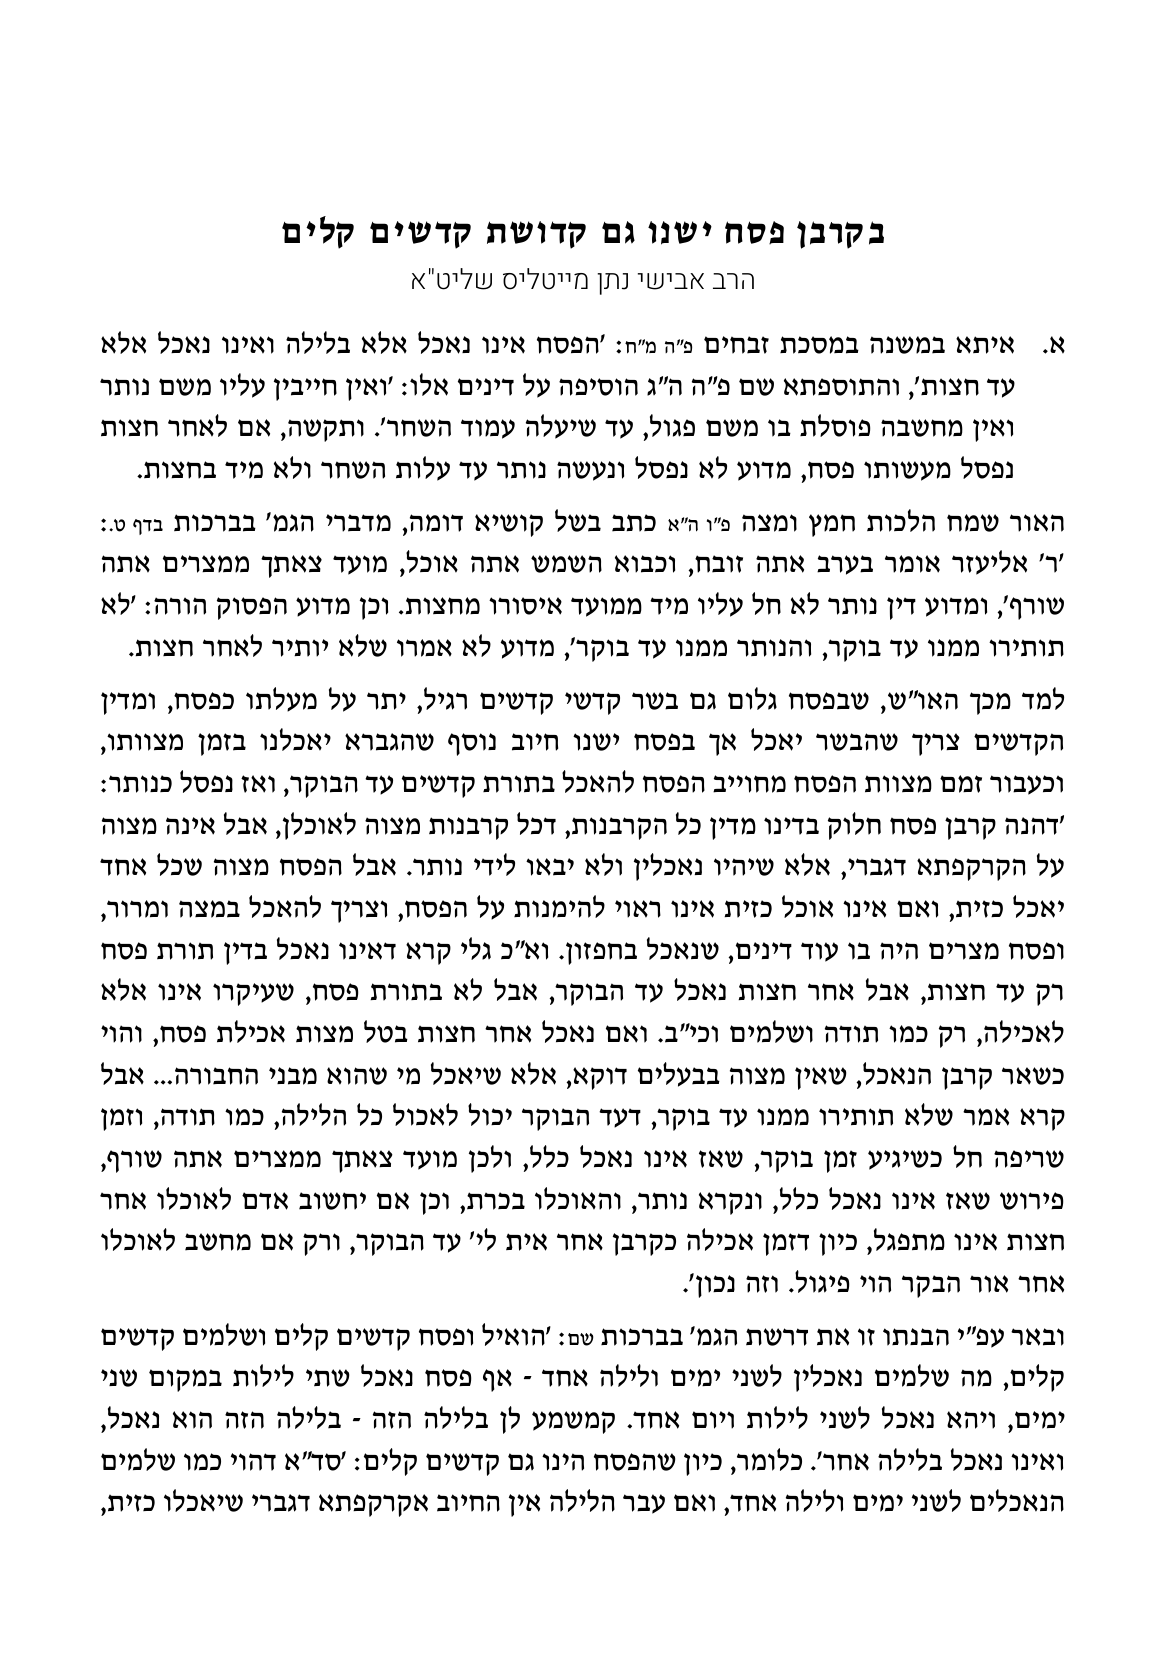 בקרבן פסח ישנו גם קדושת קדשים קלים
הרב אבישי נתן מייטליס שליט"א
א. איתא במשנה במסכת זבחים פ"ה מ"ח: 'הפסח אינו נאכל אלא בלילה ואינו נאכל אלא
עד חצות', והתוספתא שם פ"ה ה"ג הוסיפה על דינים אלו: 'ואין חייבין עליו משם נותר
ואין מחשבה פוסלת בו משם פגול, עד שיעלה עמוד השחר'. ותקשה, אם לאחר חצות
נפסל מעשותו פסח, מדוע לא נפסל ונעשה נותר עד עלות השחר ולא מיד בחצות.
האור שמח הלכות חמץ ומצה פ"ו ה"א כתב בשל קושיא דומה, מדברי הגמ' בברכות בדף ט.:
'ר' אליעזר אומר בערב אתה זובח, וכבוא השמש אתה אוכל, מועד צאתך ממצרים אתה
שורף', ומדוע דין נותר לא חל עליו מיד ממועד איסורו מחצות. וכן מדוע הפסוק הורה: 'לא
תותירו ממנו עד בוקר, והנותר ממנו עד בוקר', מדוע לא אמרו שלא יותיר לאחר חצות.
למד מכך האו"ש, שבפסח גלום גם בשר קדשי קדשים רגיל, יתר על מעלתו כפסח, ומדין
הקדשים צריך שהבשר יאכל אך בפסח ישנו חיוב נוסף שהגברא יאכלנו בזמן מצוותו,
וכעבור זמם מצוות הפסח מחוייב הפסח להאכל בתורת קדשים עד הבוקר, ואז נפסל כנותר:
'דהנה קרבן פסח חלוק בדינו מדין כל הקרבנות, דכל קרבנות מצוה לאוכלן, אבל אינה מצוה
על הקרקפתא דגברי, אלא שיהיו נאכלין ולא יבאו לידי נותר. אבל הפסח מצוה שכל אחד
יאכל כזית, ואם אינו אוכל כזית אינו ראוי להימנות על הפסח, וצריך להאכל במצה ומרור,
ופסח מצרים היה בו עוד דינים, שנאכל בחפזון. וא"כ גלי קרא דאינו נאכל בדין תורת פסח
רק עד חצות, אבל אחר חצות נאכל עד הבוקר, אבל לא בתורת פסח, שעיקרו אינו אלא
לאכילה, רק כמו תודה ושלמים וכי"ב. ואם נאכל אחר חצות בטל מצות אכילת פסח, והוי
כשאר קרבן הנאכל, שאין מצוה בבעלים דוקא, אלא שיאכל מי שהוא מבני החבורה... אבל
קרא אמר שלא תותירו ממנו עד בוקר, דעד הבוקר יכול לאכול כל הלילה, כמו תודה, וזמן
שריפה חל כשיגיע זמן בוקר, שאז אינו נאכל כלל, ולכן מועד צאתך ממצרים אתה שורף,
פירוש שאז אינו נאכל כלל, ונקרא נותר, והאוכלו בכרת, וכן אם יחשוב אדם לאוכלו אחר
חצות אינו מתפגל, כיון דזמן אכילה כקרבן אחר אית לי' עד הבוקר, ורק אם מחשב לאוכלו
אחר אור הבקר הוי פיגול. וזה נכון'.
ובאר עפ"י הבנתו זו את דרשת הגמ' בברכות שם: 'הואיל ופסח קדשים קלים ושלמים קדשים
קלים, מה שלמים נאכלין לשני ימים ולילה אחד - אף פסח נאכל שתי לילות במקום שני
ימים, ויהא נאכל לשני לילות ויום אחד. קמשמע לן בלילה הזה - בלילה הזה הוא נאכל,
ואינו נאכל בלילה אחר'. כלומר, כיון שהפסח הינו גם קדשים קלים: 'סד"א דהוי כמו שלמים
הנאכלים לשני ימים ולילה אחד, ואם עבר הלילה אין החיוב אקרקפתא דגברי שיאכלו כזית,